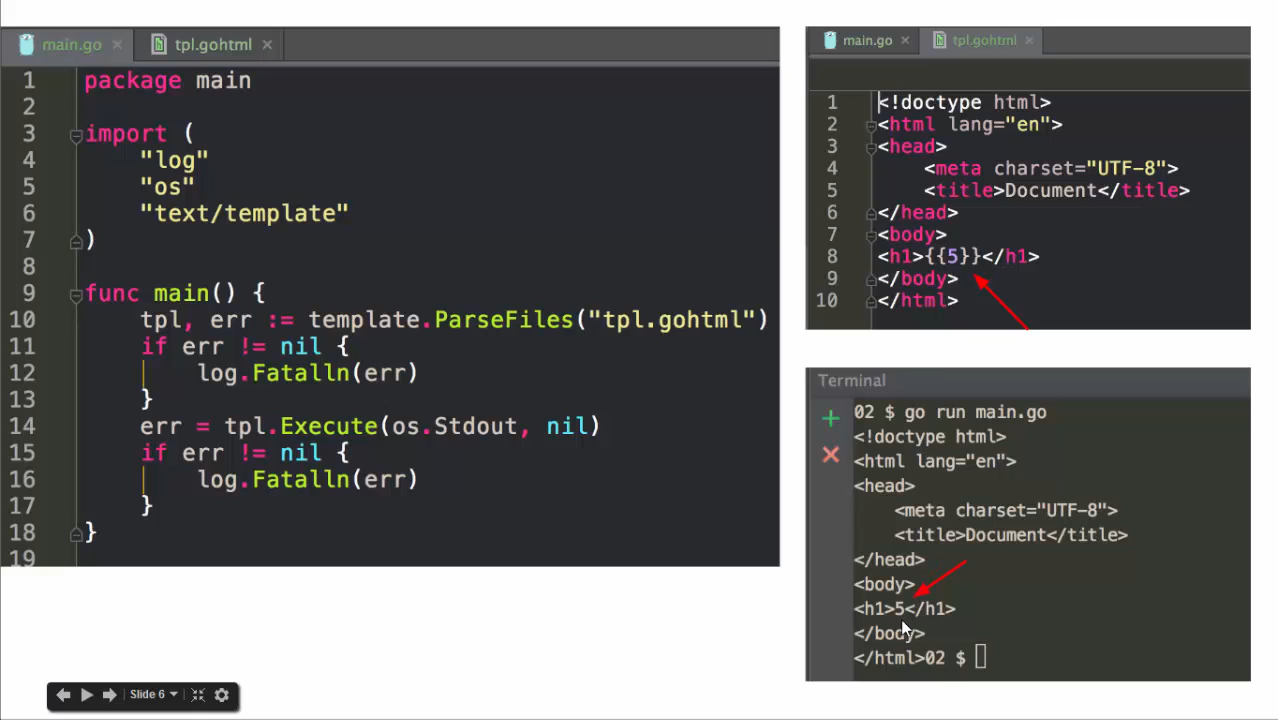 main.go × tpl.gohtml ×
1 package main
2
3 import (
4 "log"
5 "os"
6 "text/template"
7 )
8
9 func main() {
10 tpl, err := template.ParseFiles("tpl.gohtml")
11 if err != nil {
12 log.Fatalln(err)
13 }
14 err = tpl.Execute(os.Stdout, nil)
15 if err != nil {
16 log.Fatalln(err)
17 }
18 }
19
main.go × tpl.gohtml ×
1 <!doctype html>
2 <html lang="en">
3 <head>
4 <meta charset="UTF-8">
5 <title>Document</title>
6 </head>
7 <body>
8 <h1>{{5}}</h1>
9 </body>
10 </html>
Terminal
02 $ go run main.go
<!doctype html>
<html lang="en">
<head>
<meta charset="UTF-8">
<title>Document</title>
</head>
<body>
<h1>5</h1>
</body>
</html>02 $
Slide 6